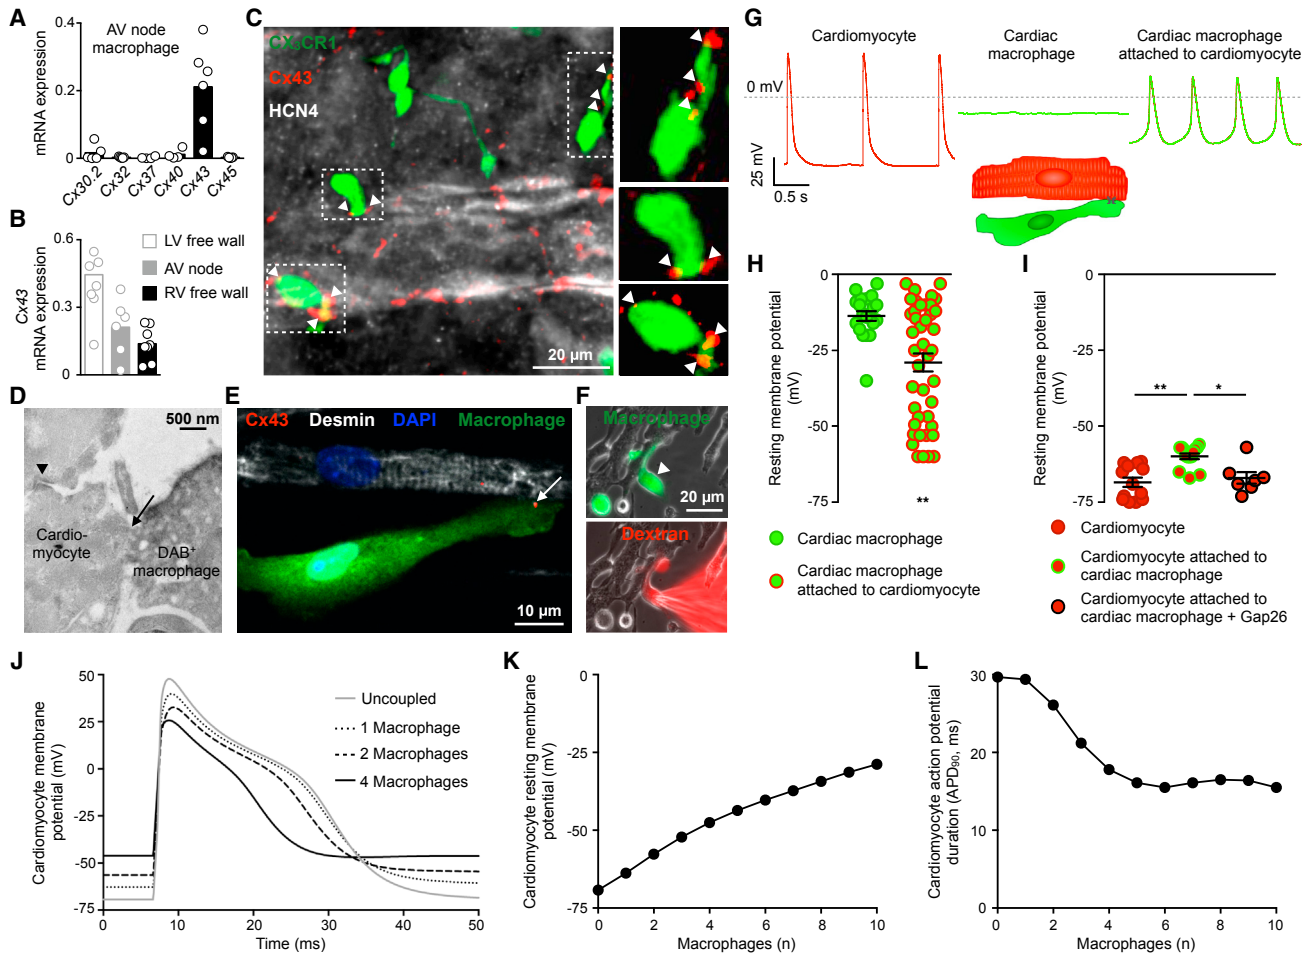 A
AV node
macrophage
mRNA expression
0.4
0.2
0
Cx30.2
Cx32
Cx37
Cx40
Cx43
Cx45
B
Cx43
mRNA expression
0.6
0.3
0
LV free wall
AV node
RV free wall
C
CX3CR1
Cx43
HCN4
20 µm
D
500 nm
Cardio-
myocyte
DAB+
macrophage
E
Cx43 Desmin DAPI Macrophage
10 µm
F
Macrophage
20 µm
Dextran
G
Cardiomyocyte
Cardiac
macrophage
Cardiac macrophage
attached to cardiomyocyte
0 mV
25 mV
0.5 s
H
Resting membrane potential
(mV)
0
-25
-50
-75
**
Cardiac macrophage
Cardiac macrophage
attached to cardiomyocyte
I
Resting membrane potential
(mV)
0
-25
-50
-75
** *
Cardiomyocyte
Cardiomyocyte attached to
cardiac macrophage
Cardiomyocyte attached to
cardiac macrophage + Gap26
J
Cardiomyocyte membrane
potential (mV)
50
25
0
-25
-50
-75
0 10 20 30 40 50
Time (ms)
Uncoupled
1 Macrophage
2 Macrophages
4 Macrophages
K
Cardiomyocyte resting membrane
potential (mV)
0
-25
-50
-75
0 2 4 6 8 10
Macrophages (n)
L
Cardiomyocyte action potential
duration (APD90, ms)
30
20
10
0
0 2 4 6 8 10
Macrophages (n)